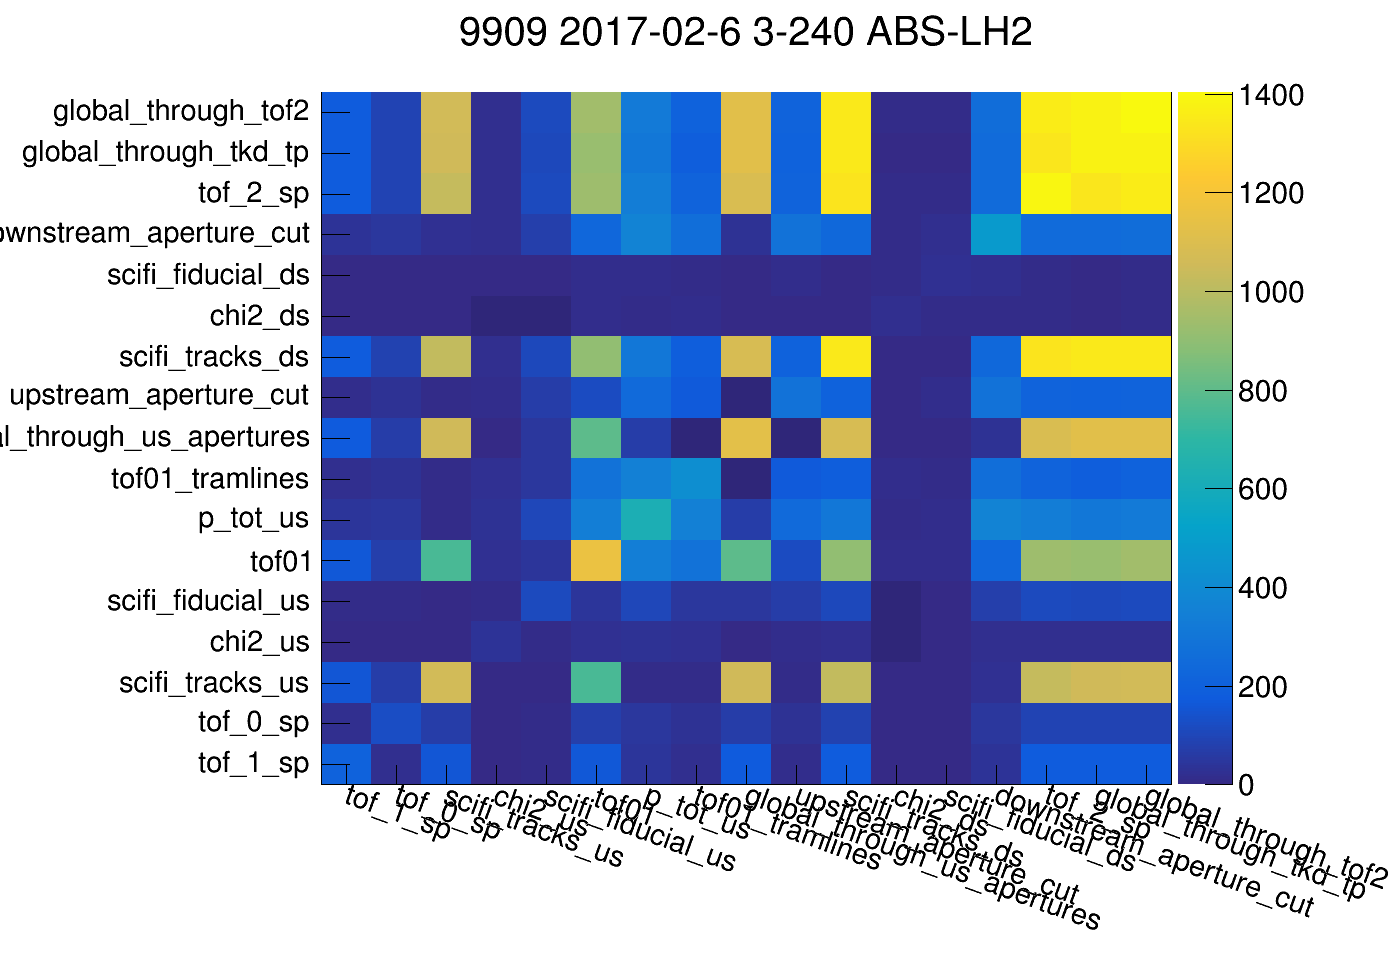 9909 2017-02-6 3-240 ABS-LH2
global_through_tof2
global_through_tkd_tp
tof_2_sp
ownstream_aperture_cut
scifi_fiducial_ds
chi2_ds
scifi_tracks_ds
upstream_aperture_cut
al_through_us_apertures
tof01_tramlines
p_tot_us
tof01
scifi_fiducial_us
chi2_us
scifi_tracks_us
tof_0_sp
tof_1_sp
1400
1200
1000
800
600
400
200
0
tof_1_sp
tof_0_sp
scifi_tracks_us
chi2_us
scifi_fiducial_us
tof01
p_tot_us
tof01_tramlines
global_through_us_apertures
upstream_aperture_cut
scifi_tracks_ds
chi2_ds
scifi_fiducial_ds
downstream_aperture_cut
tof_2_sp
global_through_tkd_tp
global_through_tof2